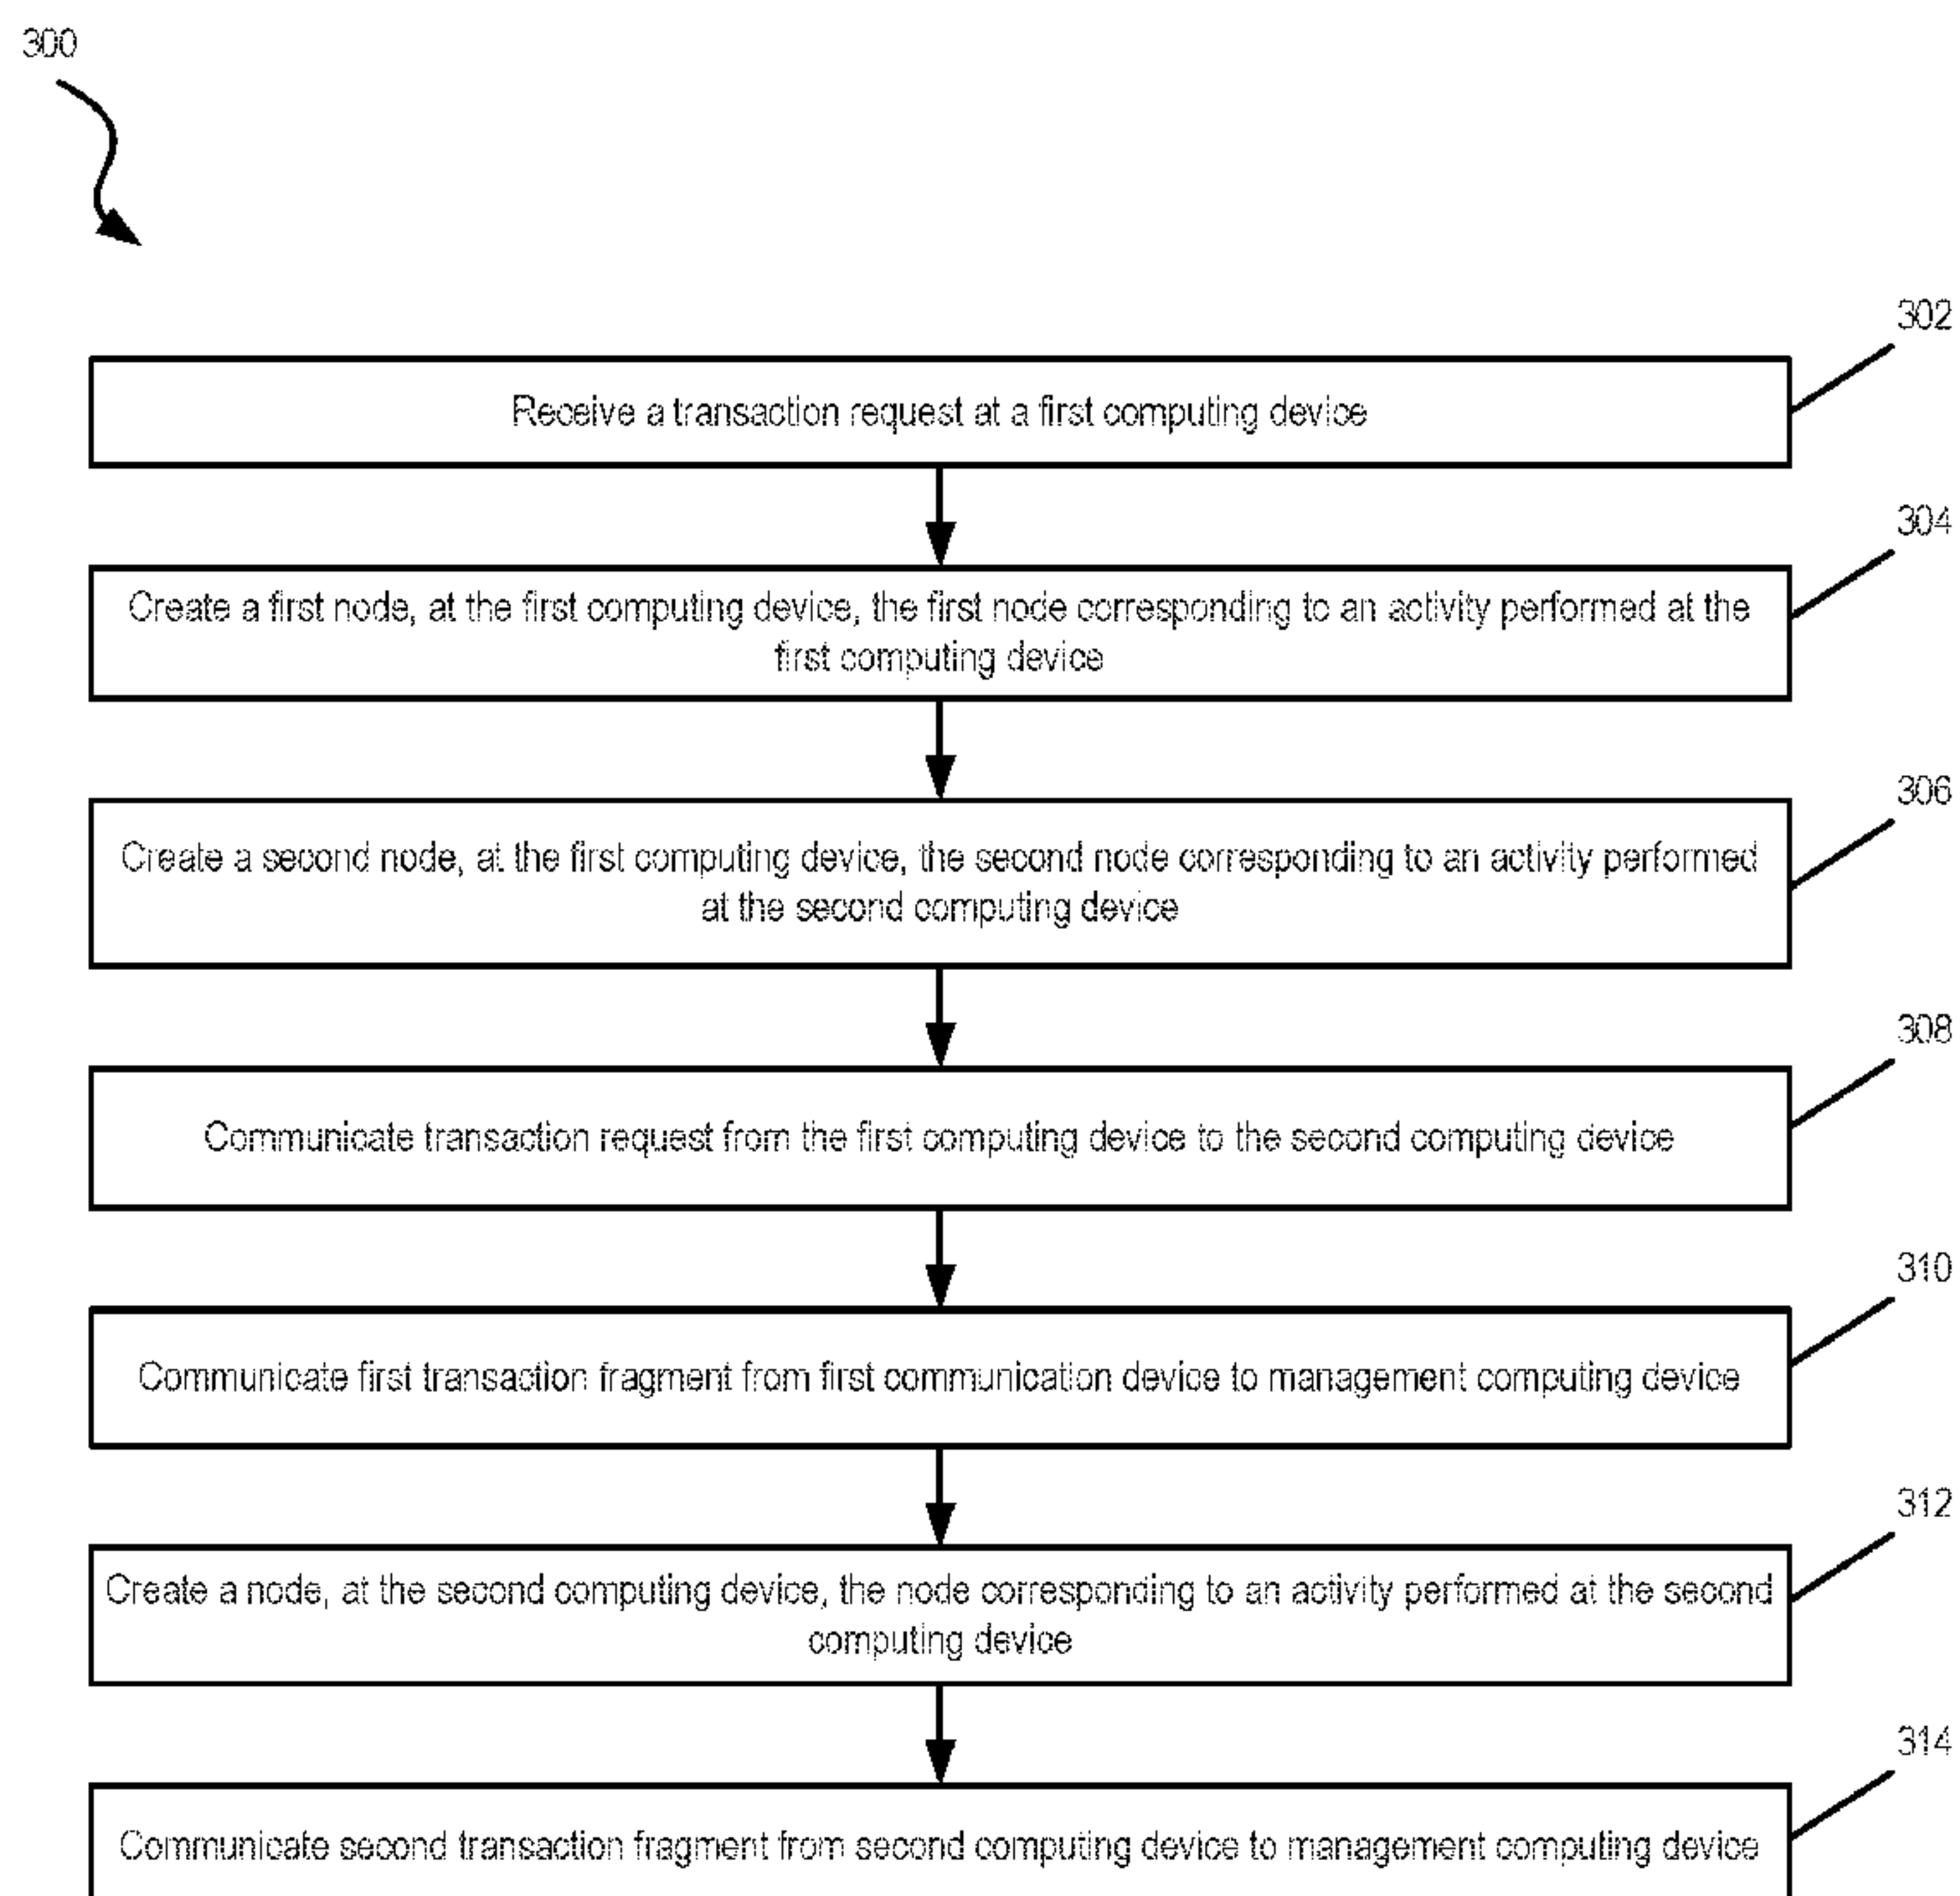 300
302
Receive a transaction request at a first computing device
304
Create a first node, at the first computing device, the first node corresponding to an activity performed at the
first computing device
306
Create a second node, at the first computing device, the second node corresponding to an activity performed
at the second computing device
308
Communicate transaction request from the first computing device to the second computing device
310
Communicate first transaction fragment from first communication device to management computing device
312
Create a node, at the second computing device, the node corresponding to an activity performed at the second
computing device
314
Communicate second transaction fragment from second computing device to management computing device